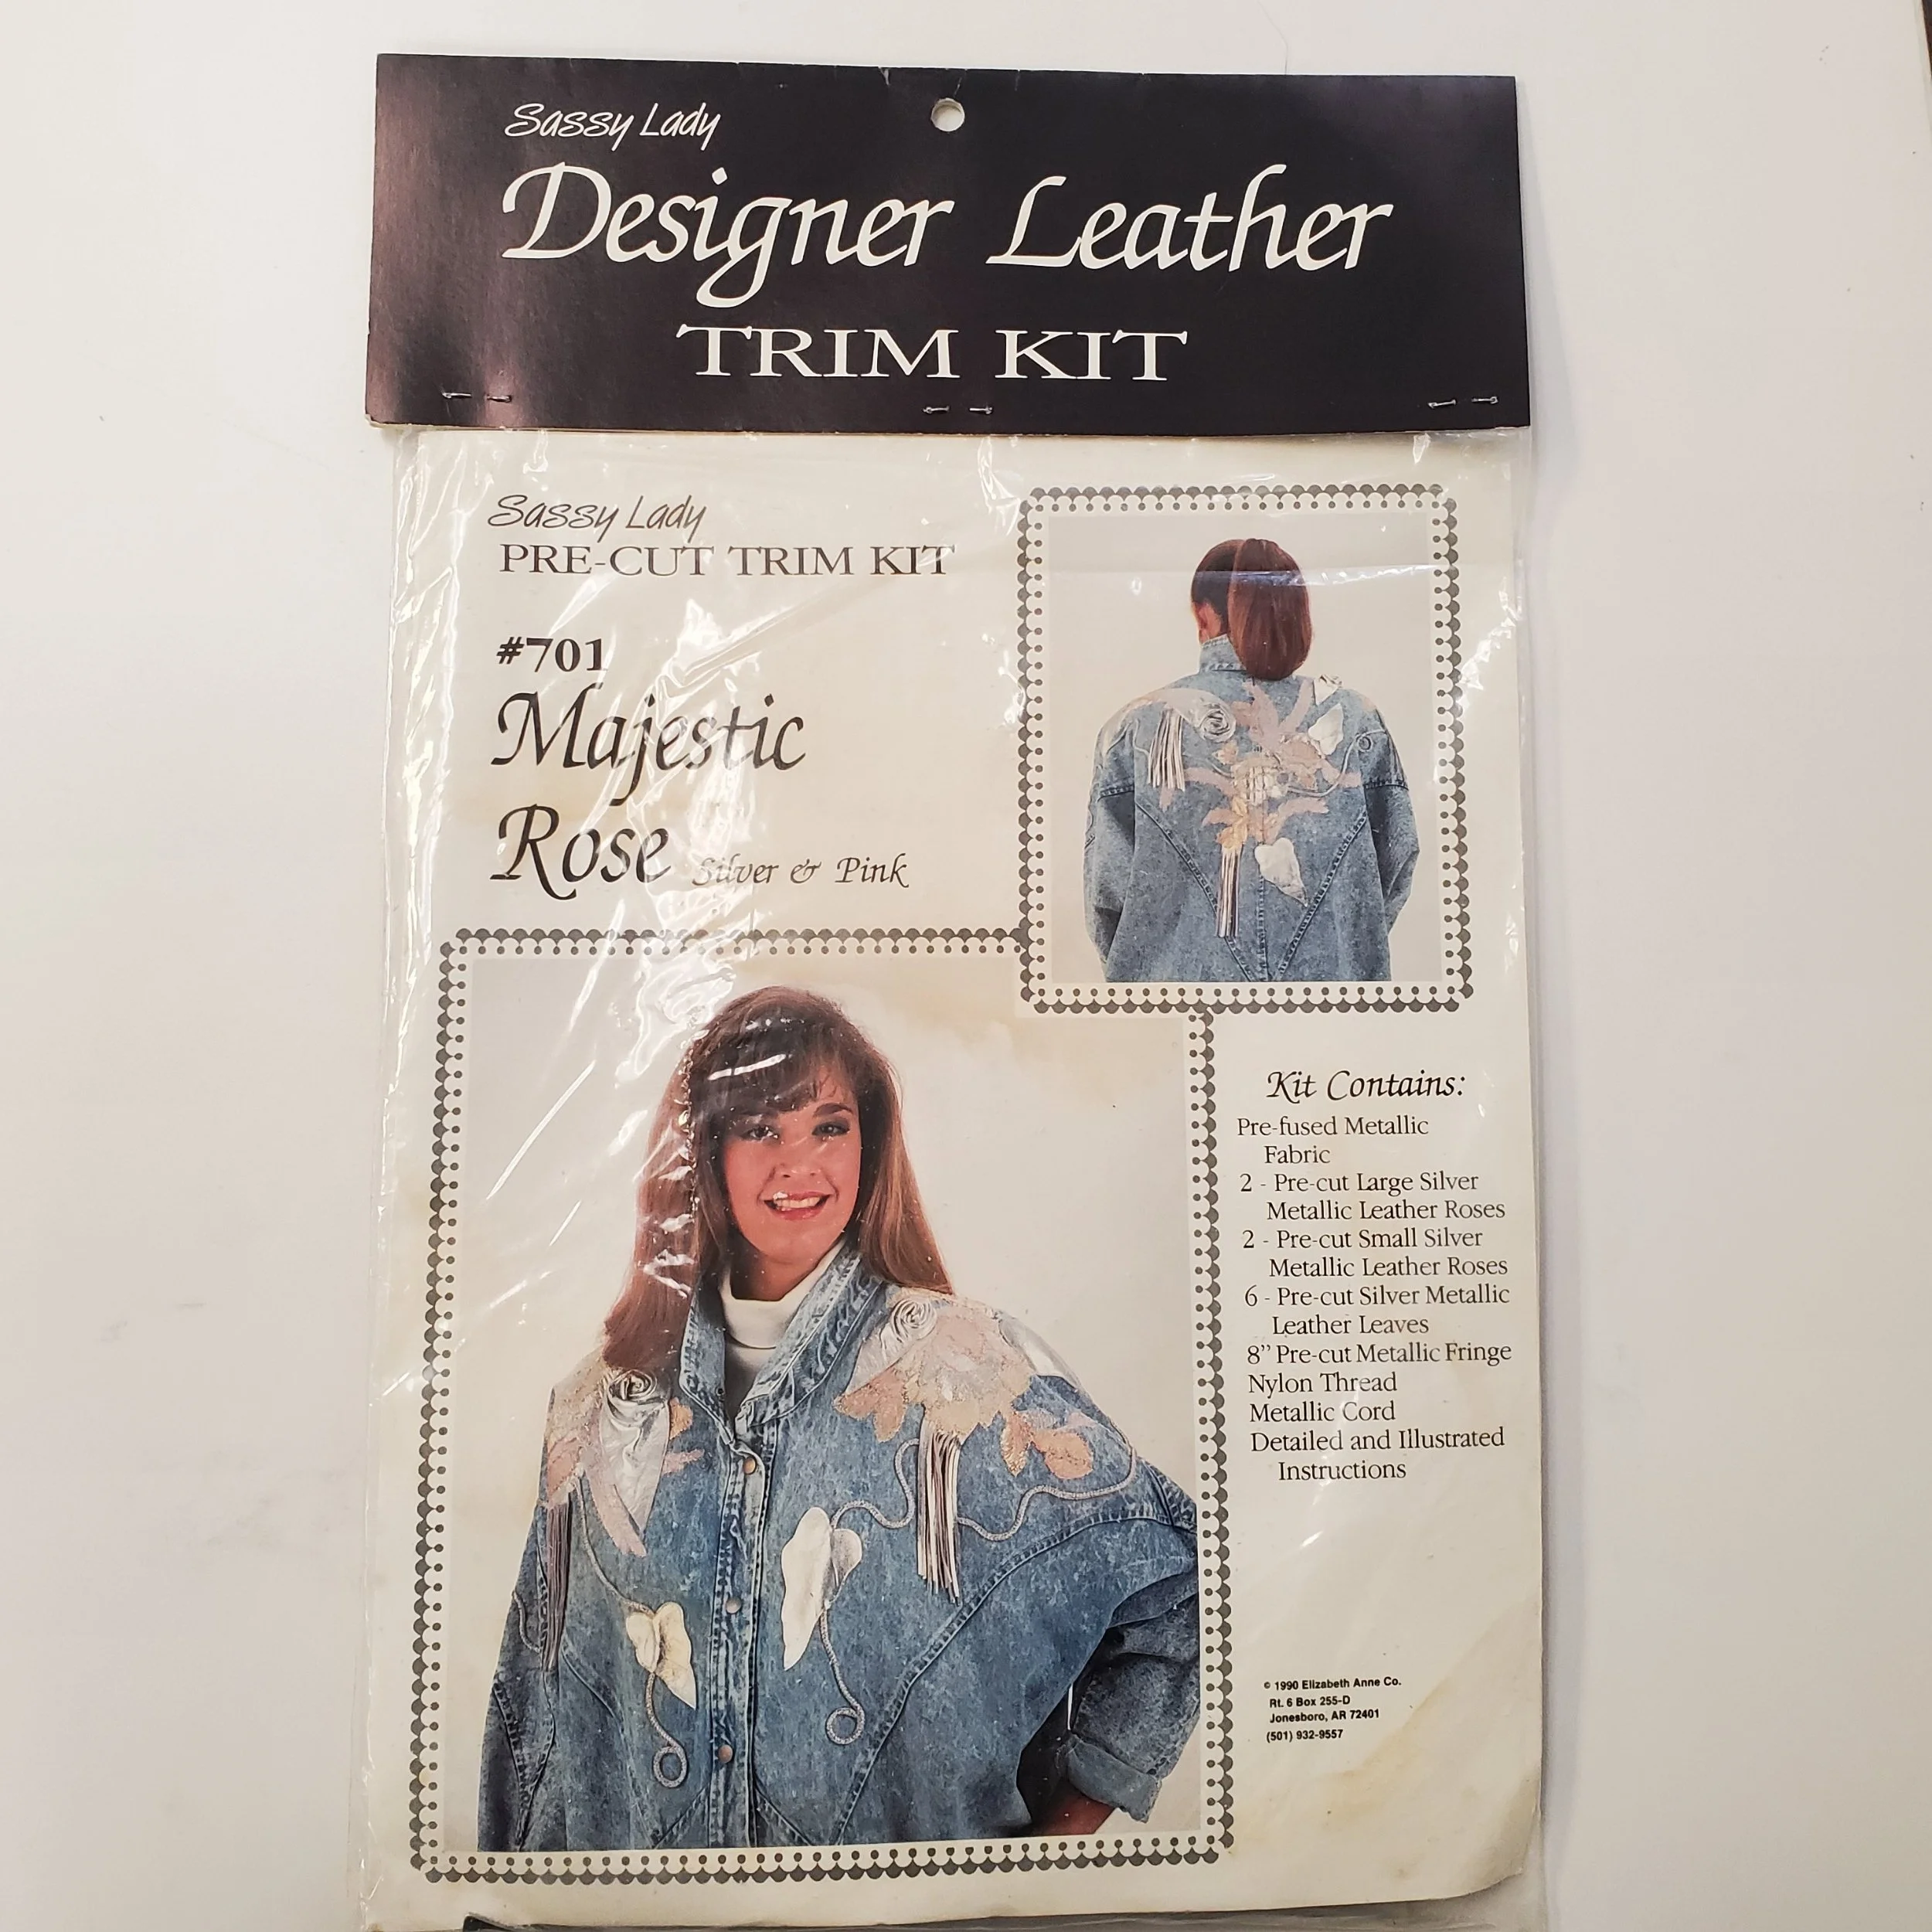 Sassy Lady
Designer Leather
TRIM KIT
Sassy Lady
PRE-CUT TRIM KIT
#701
Majestic
Rose Silver & Pink
Kit Contains:
Pre-fused Metallic
Fabric
2 - Pre-cut Large Silver
Metallic Leather Roses
2 - Pre-cut Small Silver
Metallic Leather Roses
6 - Pre-cut Silver Metallic
Leather Leaves
8" Pre-cut Metallic Fringe
Nylon Thread
Metallic Cord
Detailed and Illustrated
Instructions
© 1990 Elizabeth Anne Co.
Rt. 6 Box 255-D
Jonesboro, AR 72401
(501) 932-9557